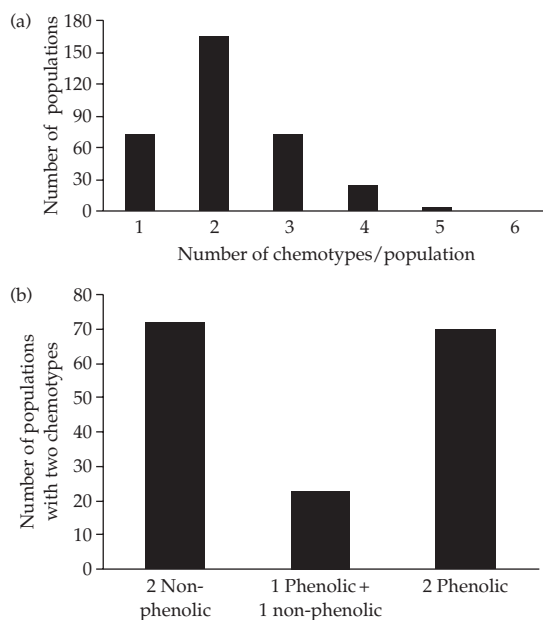 (a)
180
150
120
90
60
30
0
Number of populations
1 2 3 4 5 6
Number of chemotypes/population
(b)
80
70
60
50
40
30
20
10
0
Number of populations
with two chemotypes
2 Non- 1 Phenolic + 2 Phenolic
phenolic 1 non-phenolic